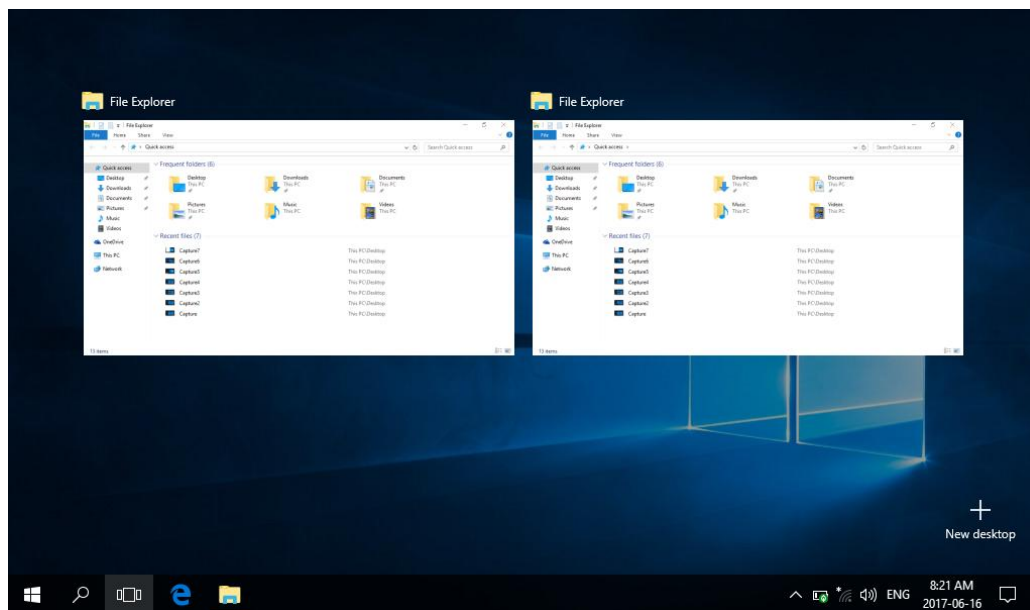 File Explorer
File Explorer
File Home Share View
Quick access
Search Quick access
Quick access
Desktop
Downloads
Documents
Pictures
Music
Videos
OneDrive
This PC
Network
Frequent folders (6)
Desktop
This PC
Downloads
This PC
Documents
This PC
Pictures
This PC
Music
This PC
Videos
This PC
Recent files (7)
Capture7 This PC\Desktop
Capture6 This PC\Desktop
Capture5 This PC\Desktop
Capture4 This PC\Desktop
Capture3 This PC\Desktop
Capture2 This PC\Desktop
Capture This PC\Desktop
13 items
File Explorer
File Explorer
File Home Share View
Quick access
Search Quick access
Quick access
Desktop
Downloads
Documents
Pictures
Music
Videos
OneDrive
This PC
Network
Frequent folders (6)
Desktop
This PC
Downloads
This PC
Documents
This PC
Pictures
This PC
Music
This PC
Videos
This PC
Recent files (7)
Capture7 This PC\Desktop
Capture6 This PC\Desktop
Capture5 This PC\Desktop
Capture4 This PC\Desktop
Capture3 This PC\Desktop
Capture2 This PC\Desktop
Capture This PC\Desktop
13 items
New desktop
ENG
8:21 AM
2017-06-16